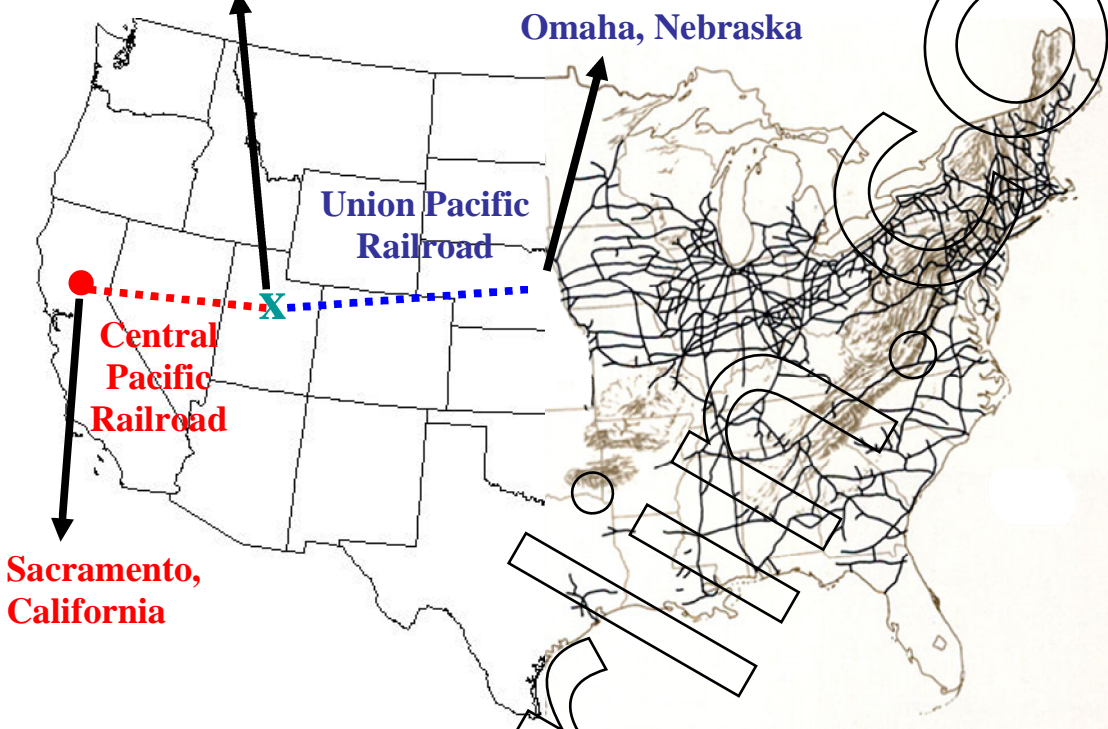 Omaha, Nebraska
Union Pacific
Railroad
x
Central
Pacific
Railroad
Sacramento,
California